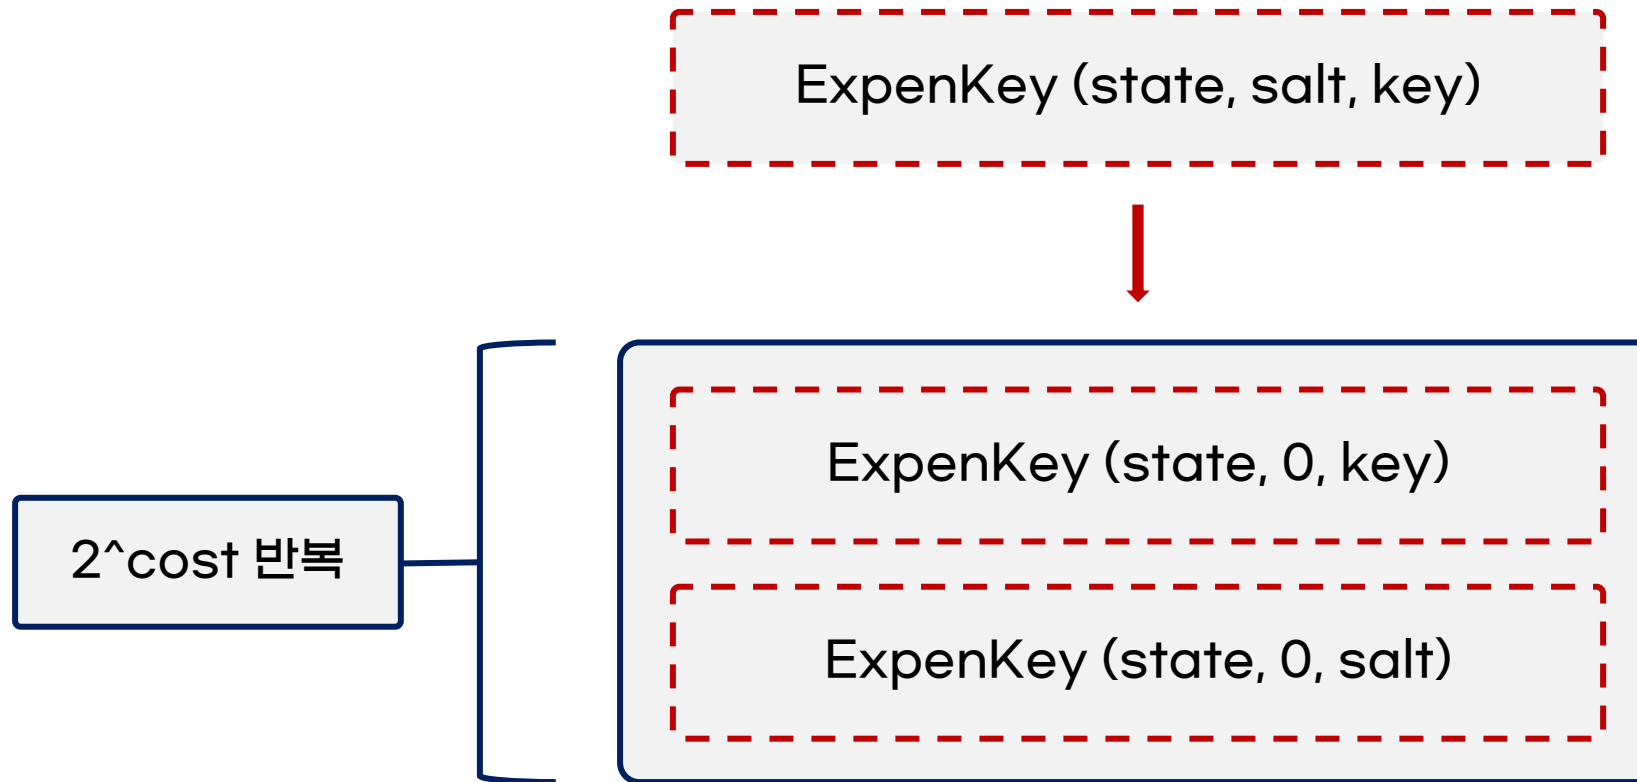 ExpenKey (state, salt, key)
ExpenKey (state, 0, key)
2^cost 반복
ExpenKey (state, 0, salt)